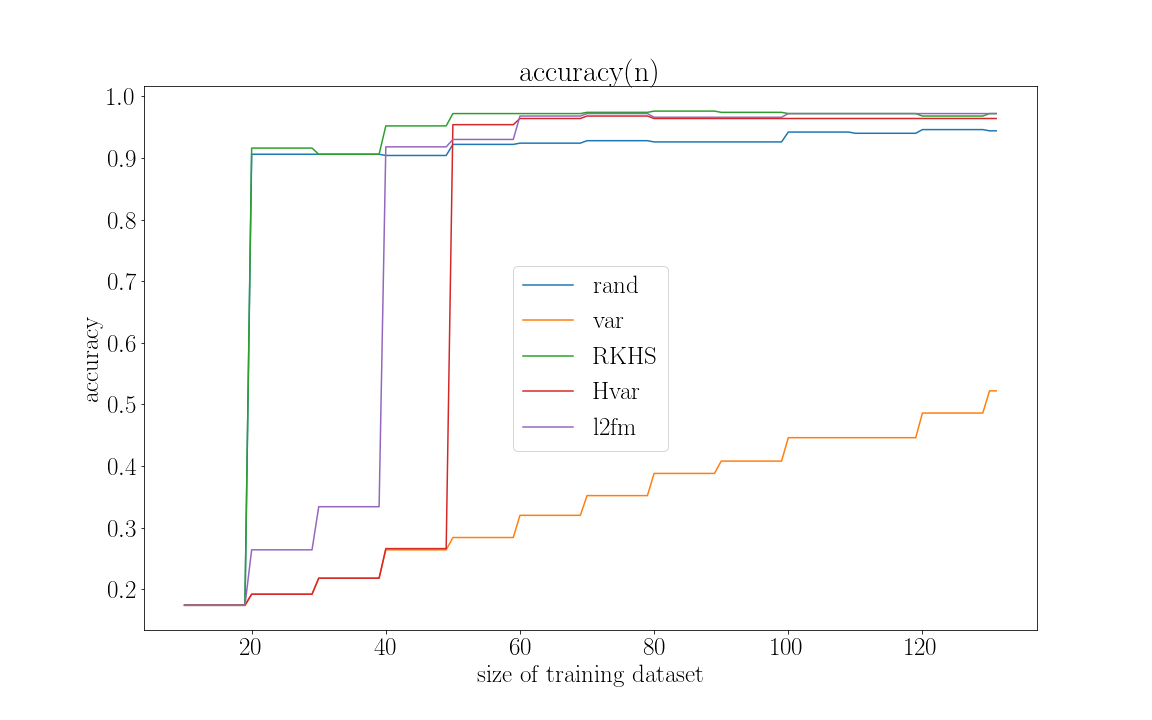 accuracy(n)
1.0
0.9
0.8
0.7
0.6
0.5
0.4
0.3
0.2
accuracy
rand
var
RKHS
Hvar
l2fm
20 40 60 80 100 120
size of training dataset